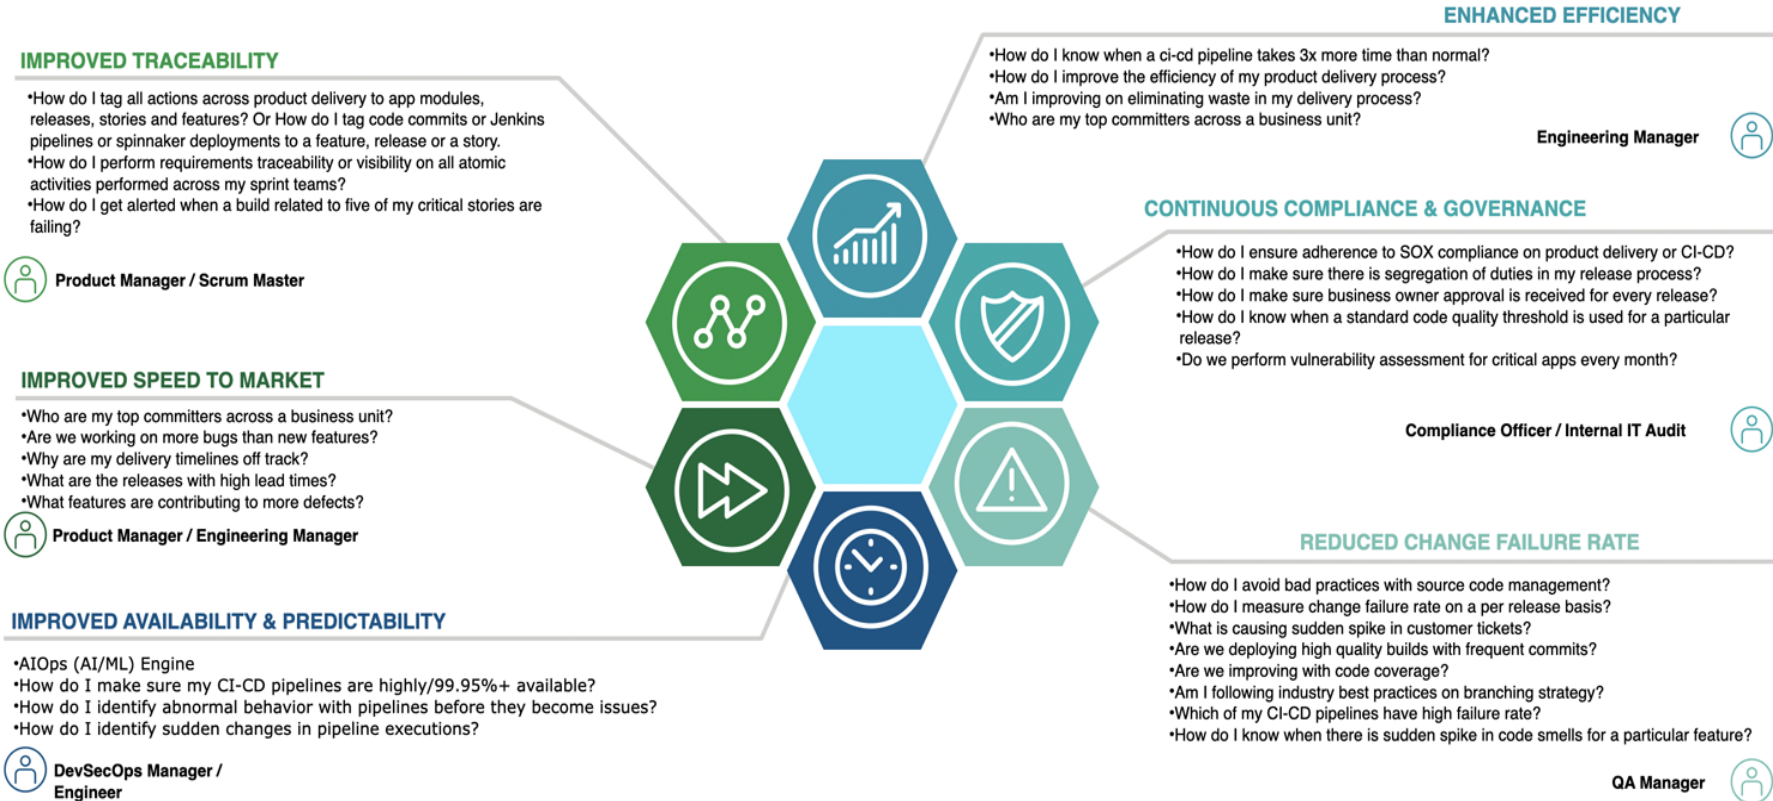 IMPROVED TRACEABILITY
•How do I tag all actions across product delivery to app modules,
releases, stories and features? Or How do I tag code commits or Jenkins
pipelines or spinnaker deployments to a feature, release or a story.
•How do I perform requirements traceability or visibility on all atomic
activities performed across my sprint teams?
•How do I get alerted when a build related to five of my critical stories are
failing?
Product Manager / Scrum Master
IMPROVED SPEED TO MARKET
•Who are my top committers across a business unit?
•Are we working on more bugs than new features?
•Why are my delivery timelines off track?
•What are the releases with high lead times?
•What features are contributing to more defects?
Product Manager / Engineering Manager
IMPROVED AVAILABILITY & PREDICTABILITY
•AIOps (AI/ML) Engine
•How do I make sure my CI-CD pipelines are highly/99.95%+ available?
•How do I identify abnormal behavior with pipelines before they become issues?
•How do I identify sudden changes in pipeline executions?
DevSecOps Manager /
Engineer
ENHANCED EFFICIENCY
•How do I know when a ci-cd pipeline takes 3x more time than normal?
•How do I improve the efficiency of my product delivery process?
•Am I improving on eliminating waste in my delivery process?
•Who are my top committers across a business unit?
Engineering Manager
CONTINUOUS COMPLIANCE & GOVERNANCE
•How do I ensure adherence to SOX compliance on product delivery or CI-CD?
•How do I make sure there is segregation of duties in my release process?
•How do I make sure business owner approval is received for every release?
•How do I know when a standard code quality threshold is used for a particular
release?
•Do we perform vulnerability assessment for critical apps every month?
Compliance Officer / Internal IT Audit
REDUCED CHANGE FAILURE RATE
•How do I avoid bad practices with source code management?
•How do I measure change failure rate on a per release basis?
•What is causing sudden spike in customer tickets?
•Are we deploying high quality builds with frequent commits?
•Are we improving with code coverage?
•Am I following industry best practices on branching strategy?
•Which of my CI-CD pipelines have high failure rate?
•How do I know when there is sudden spike in code smells for a particular feature?
QA Manager